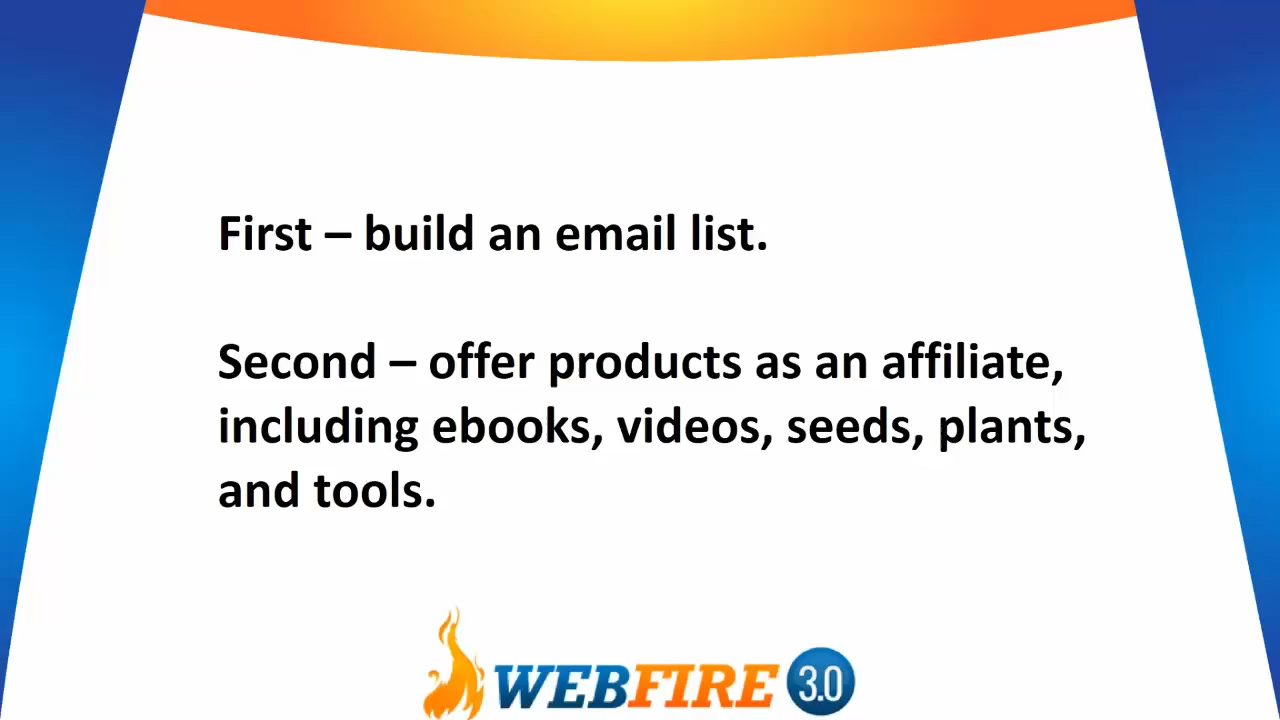 First – build an email list.
Second – offer products as an affiliate,
including ebooks, videos, seeds, plants,
and tools.
WEBFIRE 3.0